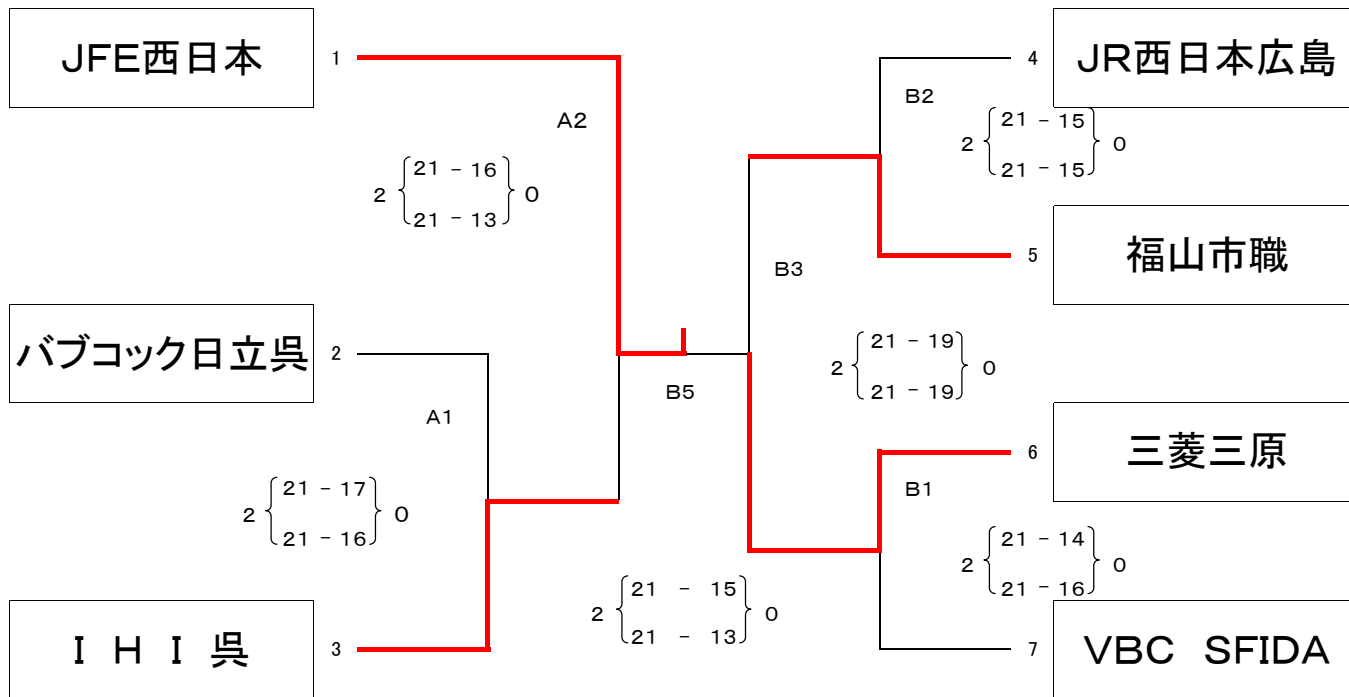 JFE西日本
1
4
JR西日本広島
A2
B2
2 { 21 - 16 } 0
21 - 13
2 { 21 - 15 } 0
21 - 15
5
福山市職
B3
バブコック日立呉
2
2 { 21 - 19 } 0
21 - 19
B5
A1
6
三菱三原
B1
2 { 21 - 17 } 0
21 - 16
2 { 21 - 14 } 0
21 - 16
2 { 21 - 15 } 0
21 - 13
ＩＨＩ呉
3
7
VBC SFIDA